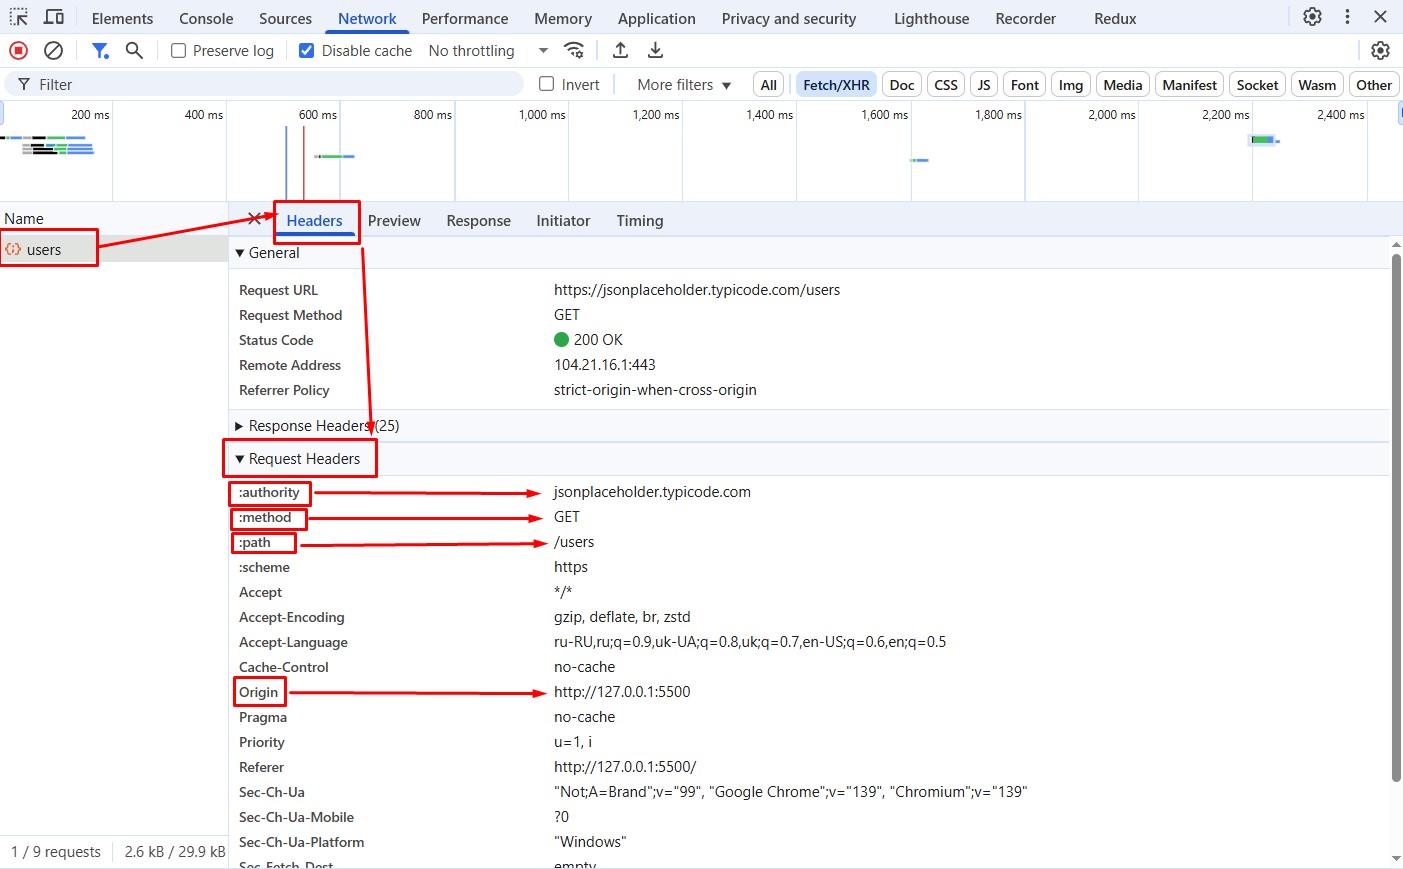 Elements Console Sources Network Performance Memory Application Privacy and security Lighthouse Recorder Redux
Preserve log Disable cache No throttling
Filter Invert More filters All Fetch/XHR Doc CSS JS Font Img Media Manifest Socket Wasm Other
200 ms 400 ms 600 ms 800 ms 1,000 ms 1,200 ms 1,400 ms 1,600 ms 1,800 ms 2,000 ms 2,200 ms 2,400 ms
Name Headers Preview Response Initiator Timing
users
General
Request URL https://jsonplaceholder.typicode.com/users
Request Method GET
Status Code 200 OK
Remote Address 104.21.16.1:443
Referrer Policy strict-origin-when-cross-origin
Response Headers (25)
Request Headers
:authority jsonplaceholder.typicode.com
:method GET
:path /users
:scheme https
Accept */*
Accept-Encoding gzip, deflate, br, zstd
Accept-Language ru-RU,ru;q=0.9,uk-UA;q=0.8,uk;q=0.7,en-US;q=0.6,en;q=0.5
Cache-Control no-cache
Origin http://127.0.0.1:5500
Pragma no-cache
Priority u=1, i
Referer http://127.0.0.1:5500/
Sec-Ch-Ua "Not;A=Brand";v="99", "Google Chrome";v="139", "Chromium";v="139"
Sec-Ch-Ua-Mobile ?0
Sec-Ch-Ua-Platform "Windows"
Sec-Fetch-Dest empty
1 / 9 requests 2.6 kB / 29.9 kB